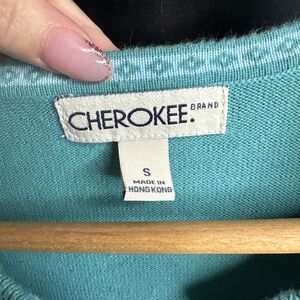 CHEROKEE. BRAND
S
MADE IN
HONG KONG